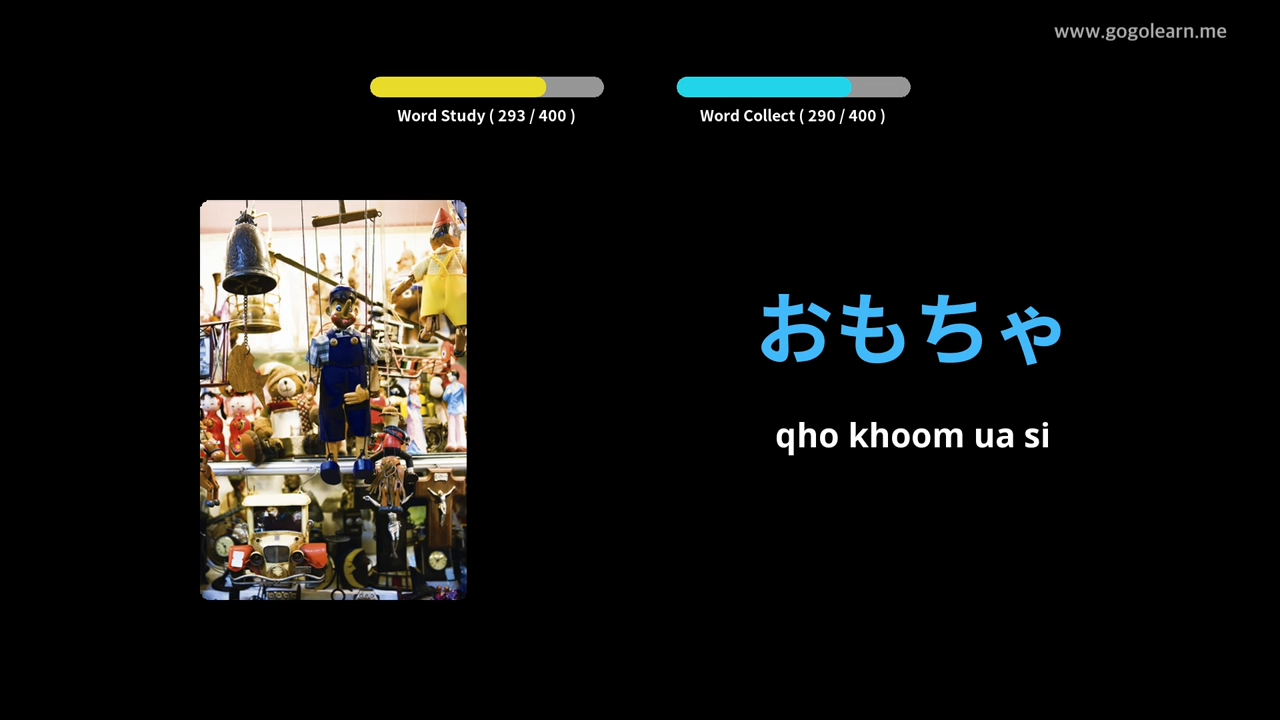 www.gogolearn.me
Word Study ( 293 / 400 )
Word Collect ( 290 / 400 )
おもちゃ
qho khoom ua si